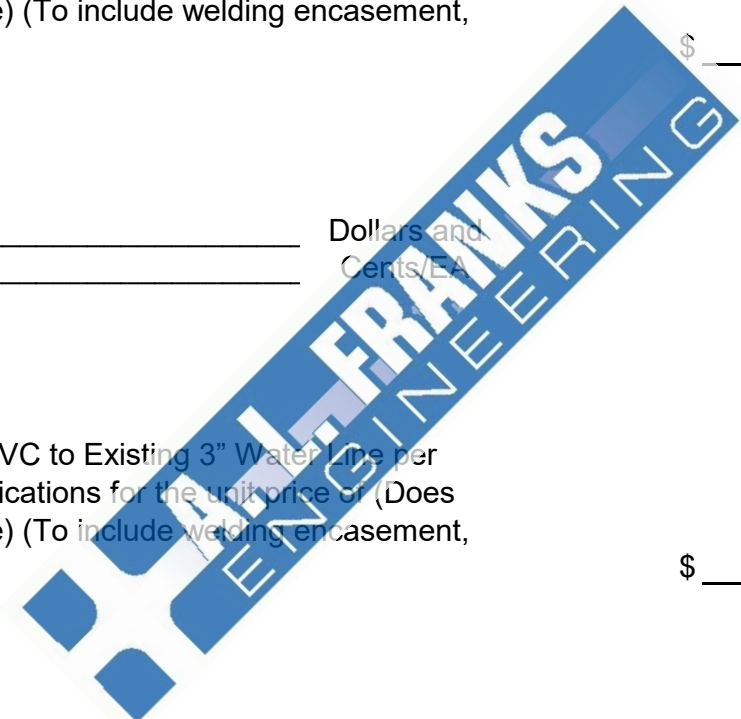 e) (To include welding encasement,
$
Dollars and
Cents/EA
A.L. FRANKS
ENGINEERING
VC to Existing 3” Water Line per
ications for the unit price of (Does
e) (To include welding encasement,
$